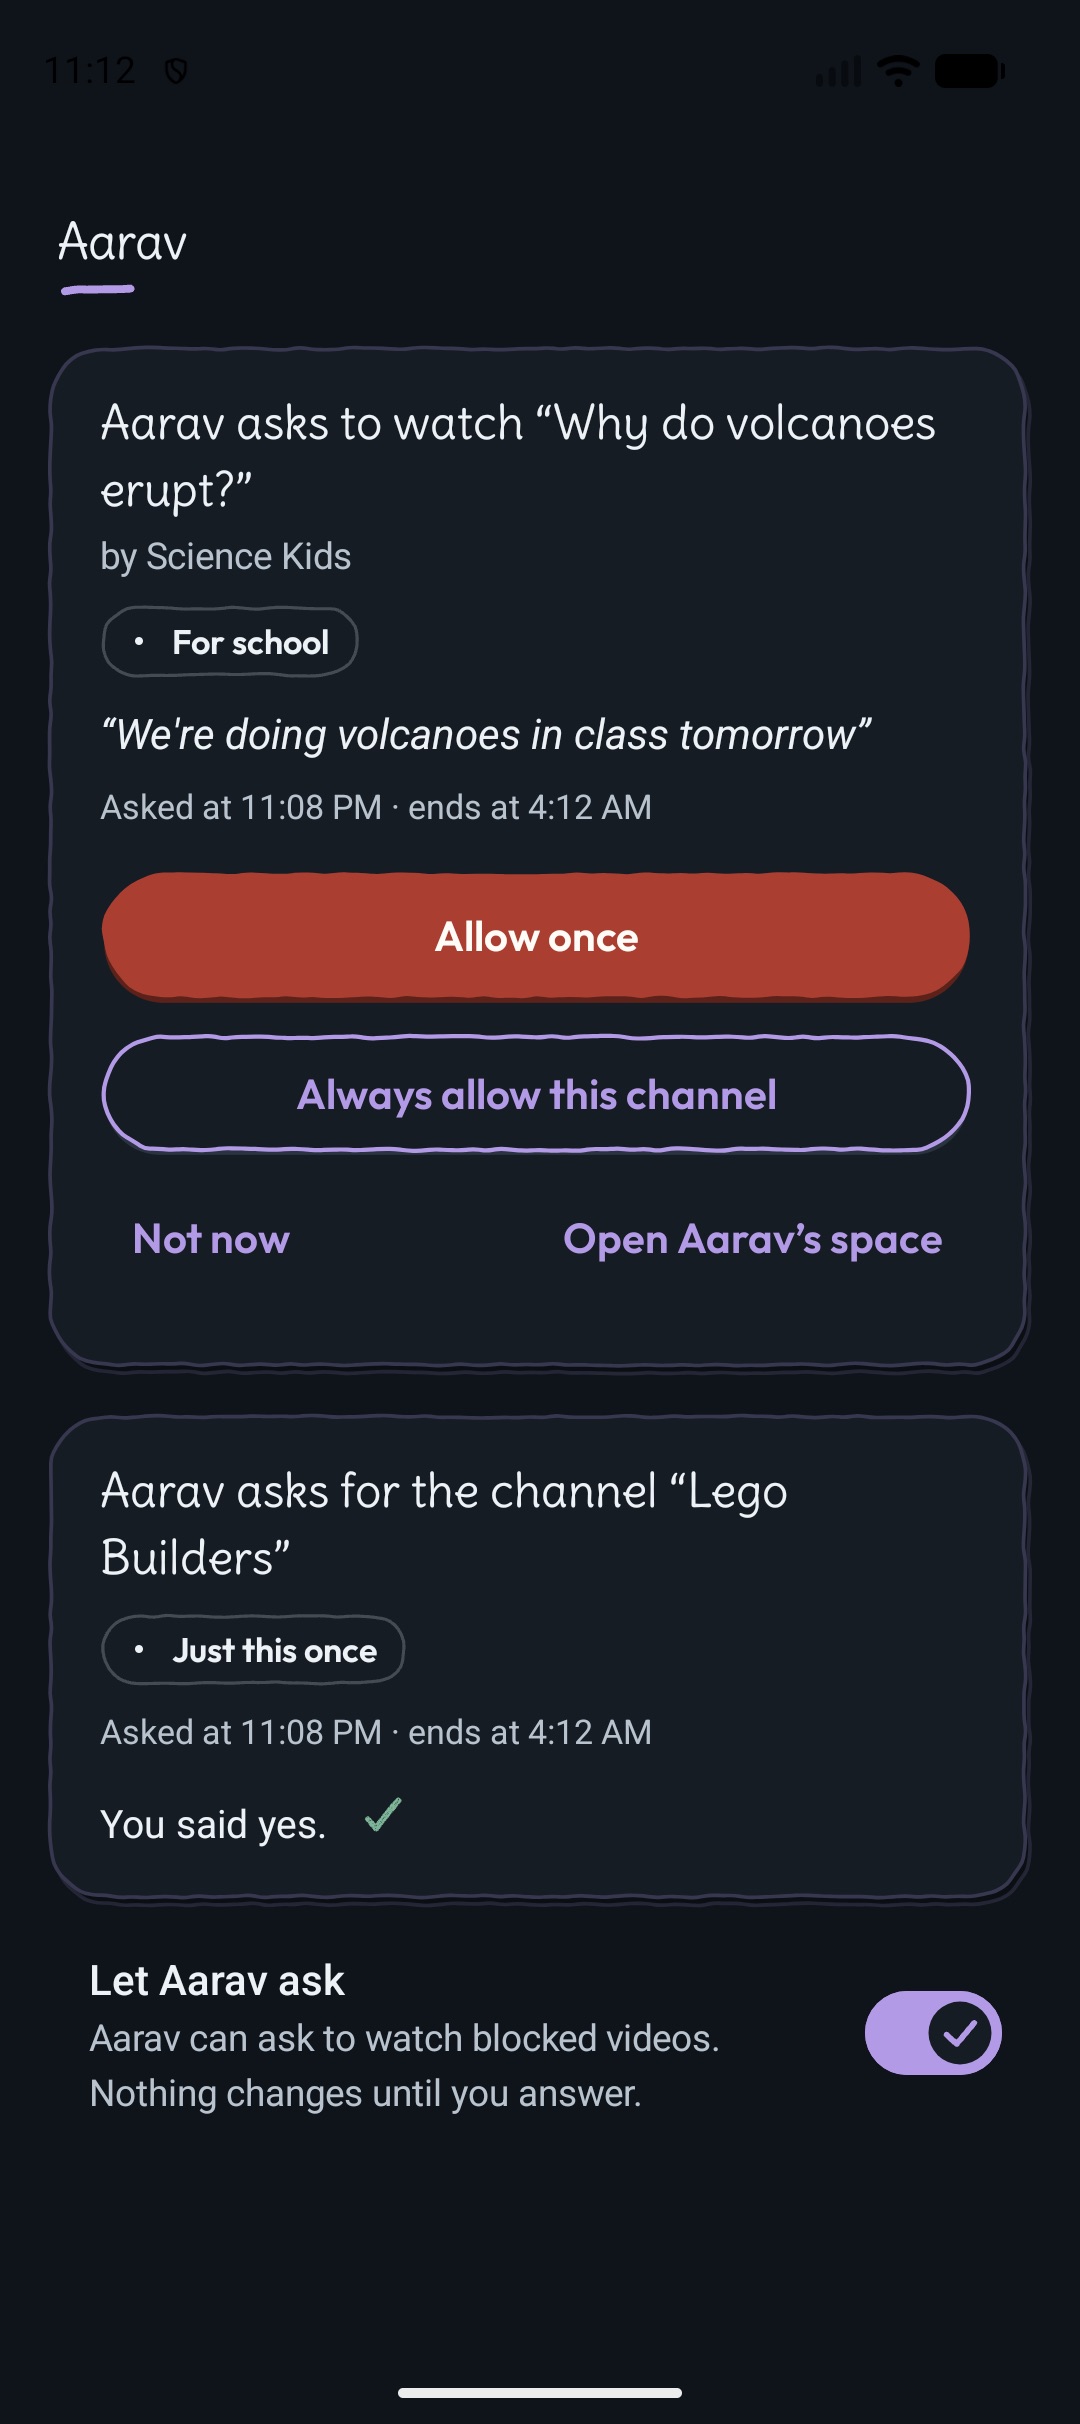 11:12
Aarav
Aarav asks to watch “Why do volcanoes
erupt?”
by Science Kids
• For school
“We're doing volcanoes in class tomorrow”
Asked at 11:08 PM · ends at 4:12 AM
Allow once
Always allow this channel
Not now
Open Aarav’s space
Aarav asks for the channel “Lego
Builders”
• Just this once
Asked at 11:08 PM · ends at 4:12 AM
You said yes.
Let Aarav ask
Aarav can ask to watch blocked videos.
Nothing changes until you answer.